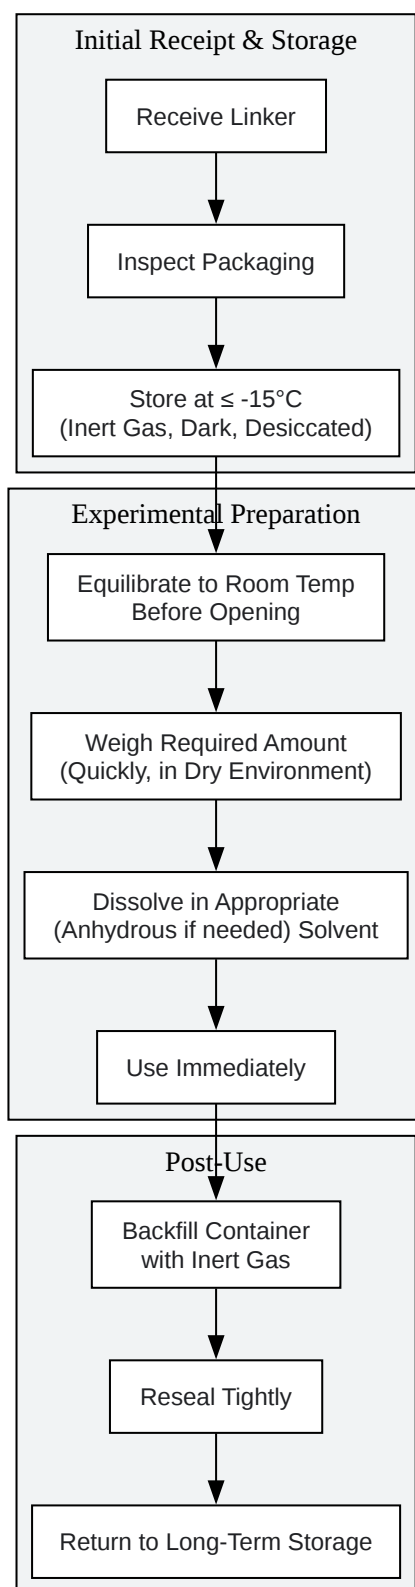 Initial Receipt & Storage
Receive Linker
Inspect Packaging
Store at ≤ -15°C
(Inert Gas, Dark, Desiccated)
Experimental Preparation
Equilibrate to Room Temp
Before Opening
Weigh Required Amount
(Quickly, in Dry Environment)
Dissolve in Appropriate
(Anhydrous if needed) Solvent
Use Immediately
Post-Use
Backfill Container
with Inert Gas
Reseal Tightly
Return to Long-Term Storage